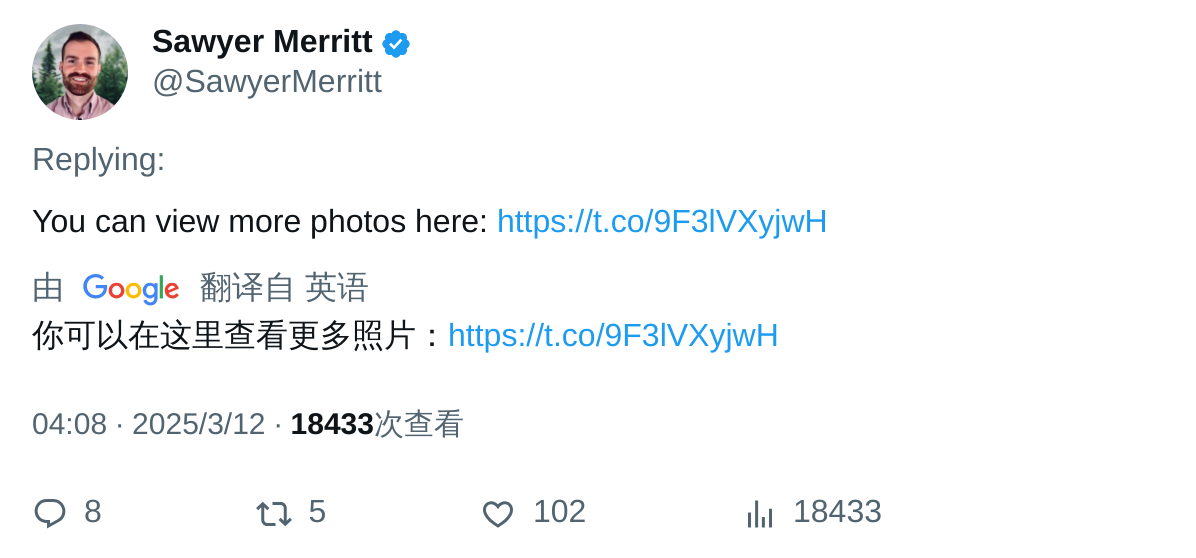 Sawyer Merritt
@SawyerMerritt
Replying:
You can view more photos here: https://t.co/9F3lVXyjwH
由 Google 翻译自 英语
你可以在这里查看更多照片：https://t.co/9F3lVXyjwH
04:08 · 2025/3/12 · 18433次查看
8 5 102 18433